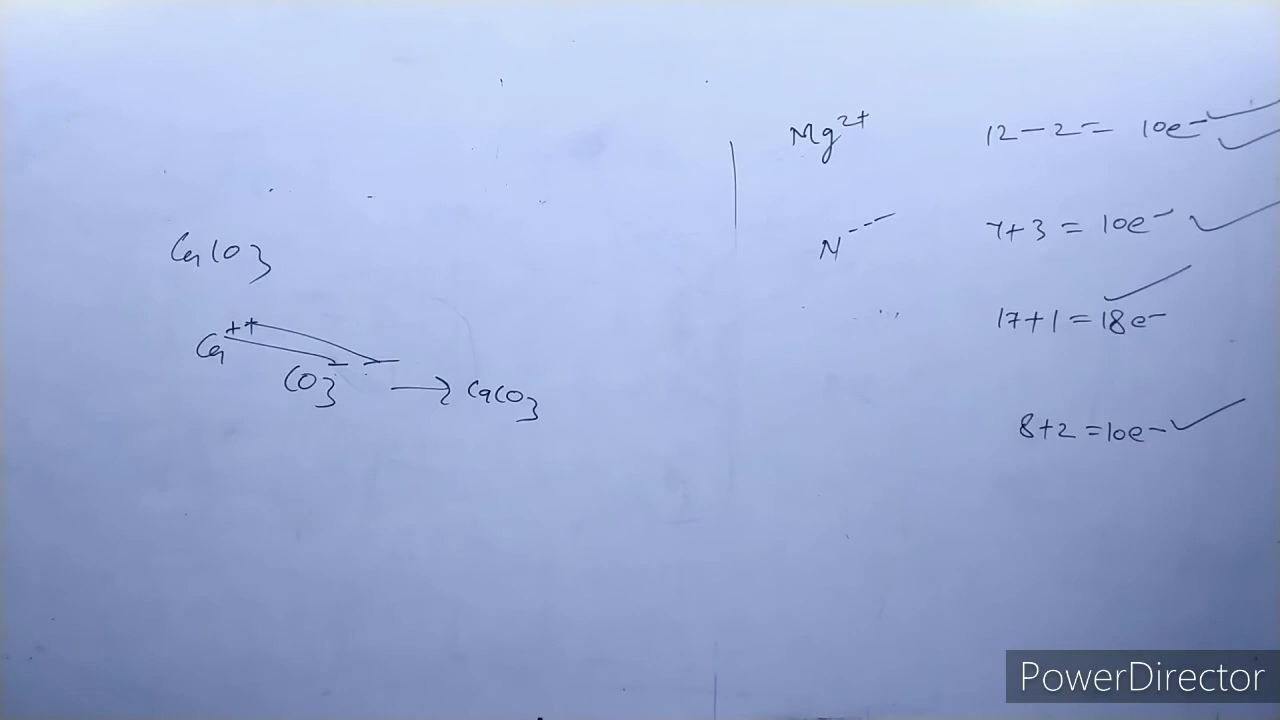 CaCO3
Ca++
CO3-- → CaCO3
Mg2+ 12-2= 10e-
N--- 7+3 = 10e-
17+1=18e-
8+2=10e-
PowerDirector